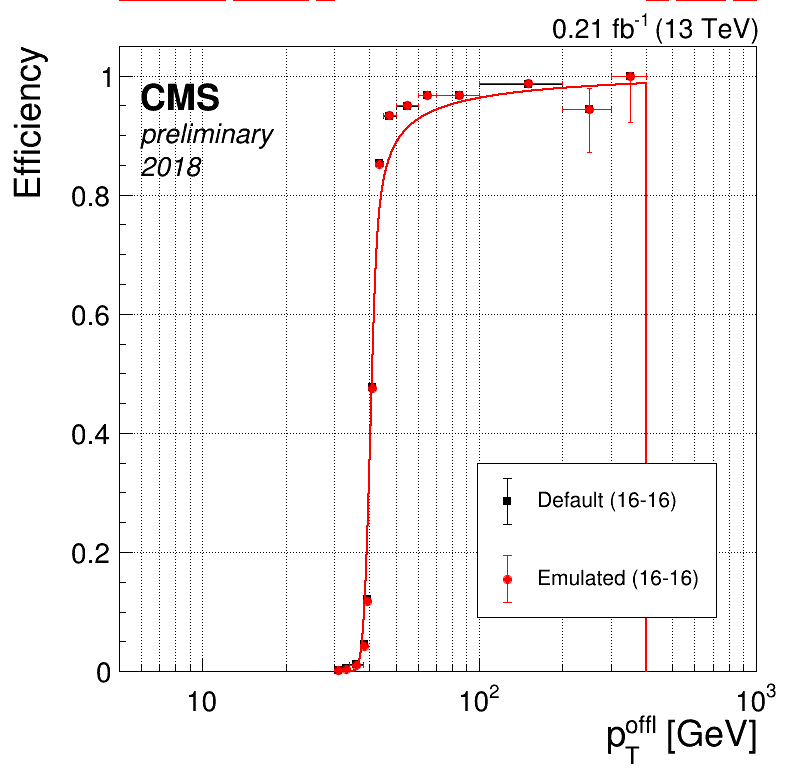 0.21 fb⁻¹ (13 TeV)
Efficiency
CMS
preliminary
2018
1
0.8
0.6
0.4
0.2
0
Default (16-16)
Emulated (16-16)
10
10²
10³
p_T^offl [GeV]